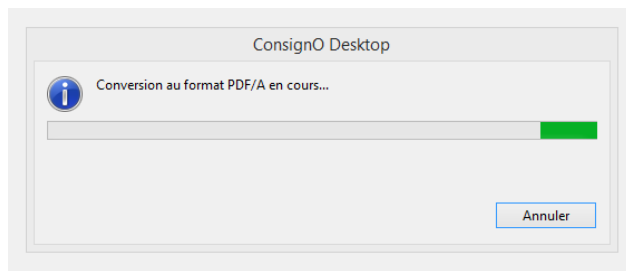 ConsignO Desktop
Conversion au format PDF/A en cours...
Annuler